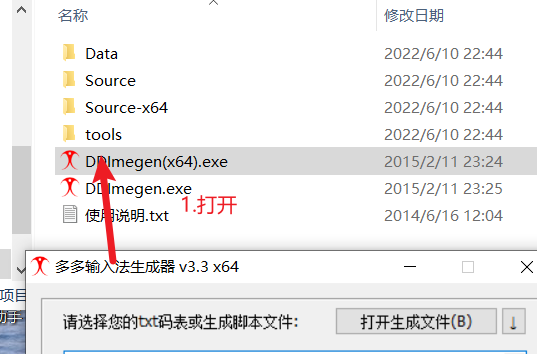 名称 修改日期
Data 2022/6/10 22:44
Source 2022/6/10 22:44
Source-x64 2022/6/10 22:44
tools 2022/6/10 22:44
DDImegen(x64).exe 2015/2/11 23:24
DDImegen.exe 2015/2/11 23:25
1.打开
使用说明.txt 2014/6/16 12:04
多多输入法生成器 v3.3 x64
项目
助手
请选择您的txt码表或生成脚本文件:
打开生成文件(B) ↓